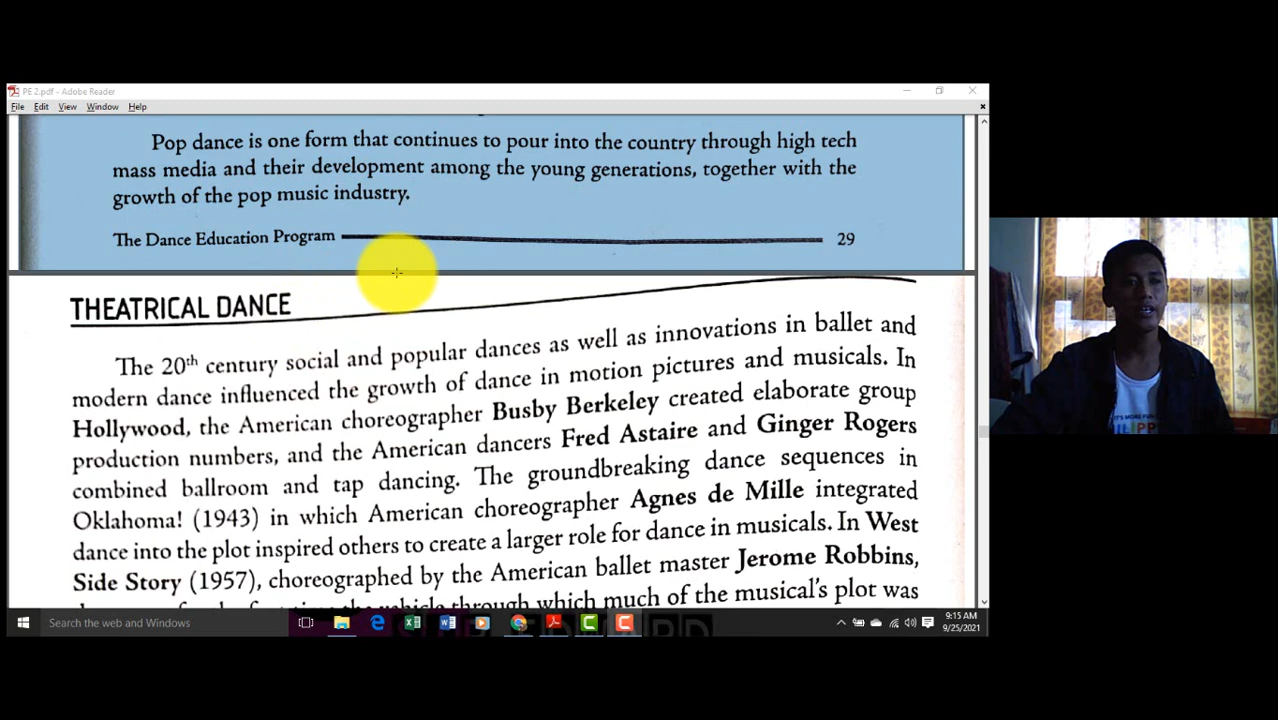 PE 2.pdf - Adobe Reader
File Edit View Window Help
Pop dance is one form that continues to pour into the country through high tech
mass media and their development among the young generations, together with the
growth of the pop music industry.
The Dance Education Program 29
THEATRICAL DANCE
The 20th century social and popular dances as well as innovations in ballet and
modern dance influenced the growth of dance in motion pictures and musicals. In
Hollywood, the American choreographer Busby Berkeley created elaborate group
production numbers, and the American dancers Fred Astaire and Ginger Rogers
combined ballroom and tap dancing. The groundbreaking dance sequences in
Oklahoma! (1943) in which American choreographer Agnes de Mille integrated
dance into the plot inspired others to create a larger role for dance in musicals. In West
Side Story (1957), choreographed by the American ballet master Jerome Robbins,
the vehicle through which much of the musical's plot was
Search the web and Windows
9:15 AM
9/25/2021
IT'S MORE FUN